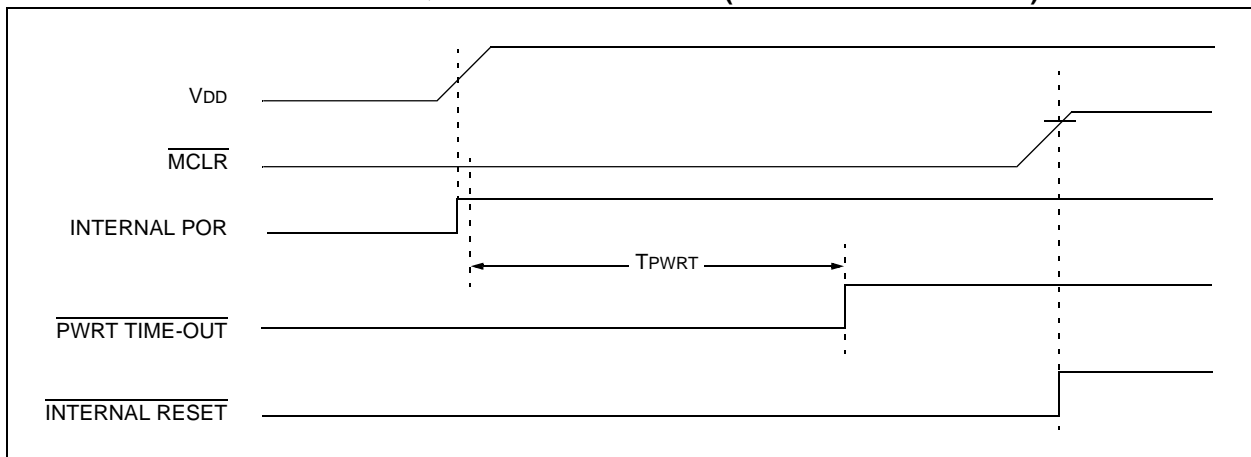 VDD
MCLR
INTERNAL POR
TPWRT
PWRT TIME-OUT
INTERNAL RESET